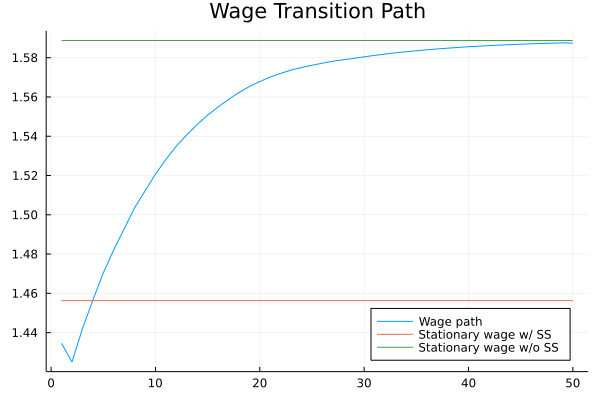 Wage Transition Path
1.58
1.56
1.54
1.52
1.50
1.48
1.46
1.44
Wage path
Stationary wage w/ SS
Stationary wage w/o SS
0 10 20 30 40 50